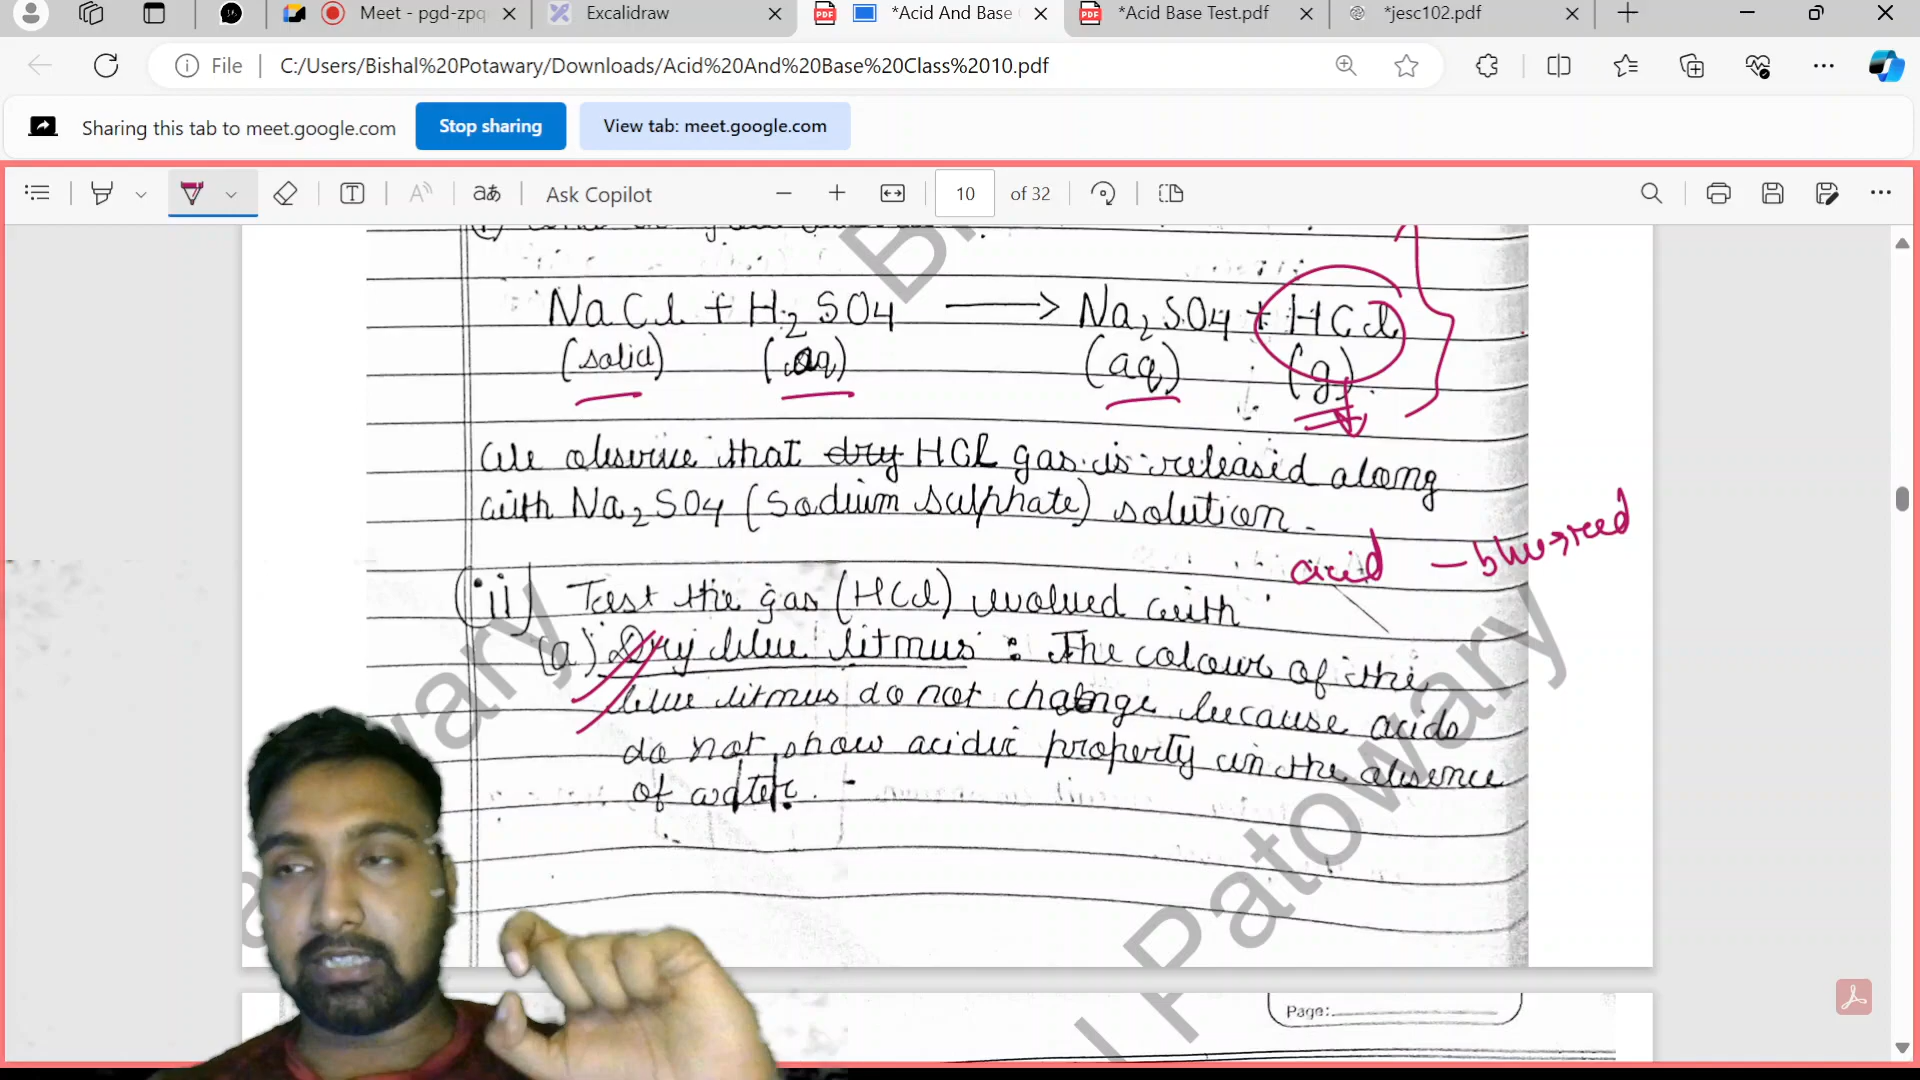 Meet - pgd-zpq
Excalidraw
*Acid And Base
*Acid Base Test.pdf
*jesc102.pdf
File
C:/Users/Bishal%20Potawary/Downloads/Acid%20And%20Base%20Class%2010.pdf
Sharing this tab to meet.google.com
Stop sharing
View tab: meet.google.com
Ask Copilot
10 of 32
NaCl + H2SO4 → Na2SO4 + HCl
(solid) (aq) (aq) (g)
We observe that dry HCl gas is released along
with Na2SO4 (Sodium sulphate) solution.
acid - blue→red
(ii) Test the gas (HCl) evolved with
(a) Dry blue litmus : The colour of the
blue litmus do not change because acids
do not show acidic property in the absence
of water.
Patowary
Page: